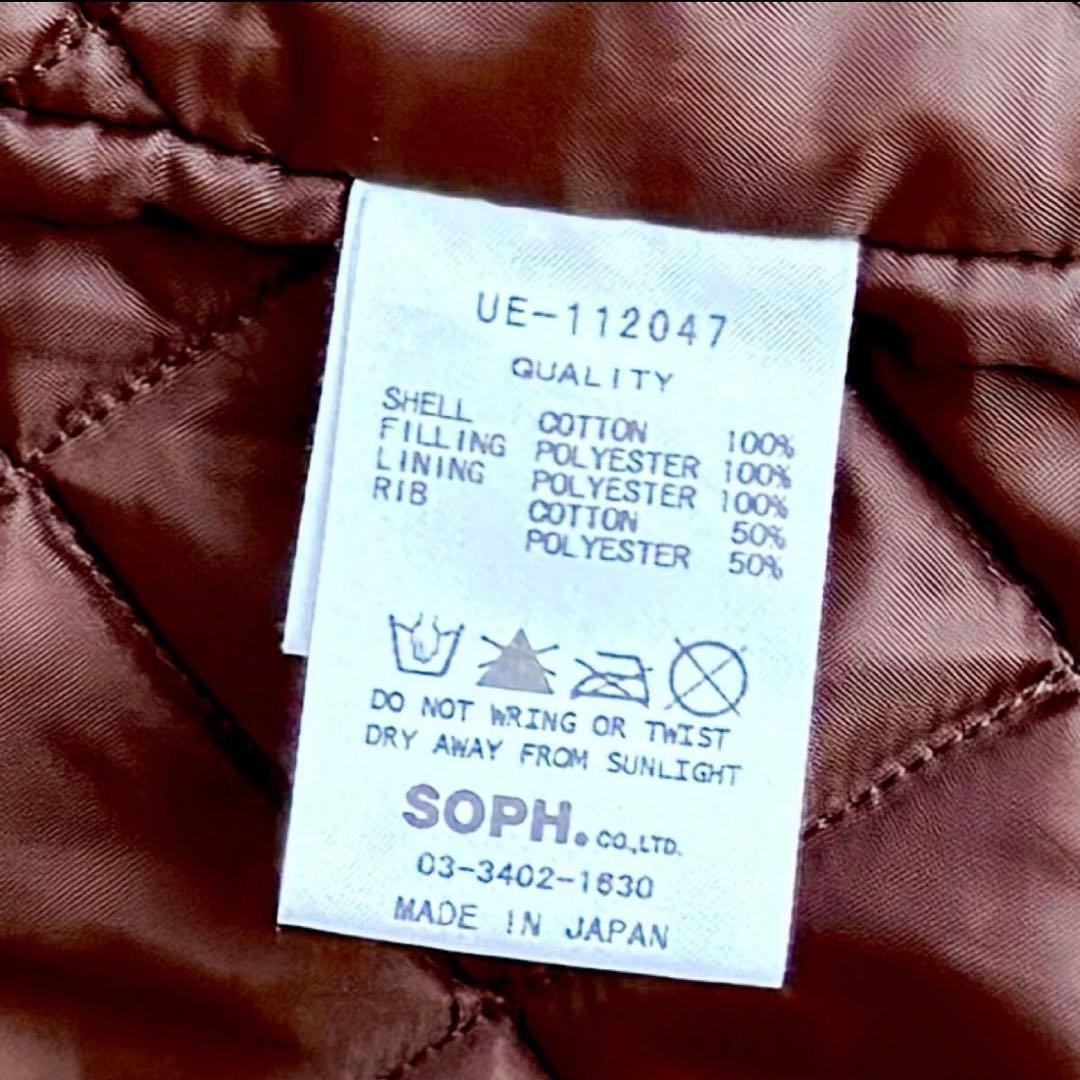 UE-112047
QUALITY
SHELL COTTON 100%
FILLING POLYESTER 100%
LINING POLYESTER 100%
RIB COTTON 50%
POLYESTER 50%
DO NOT WRING OR TWIST
DRY AWAY FROM SUNLIGHT
SOPH. CO.,LTD.
03-3402-1630
MADE IN JAPAN